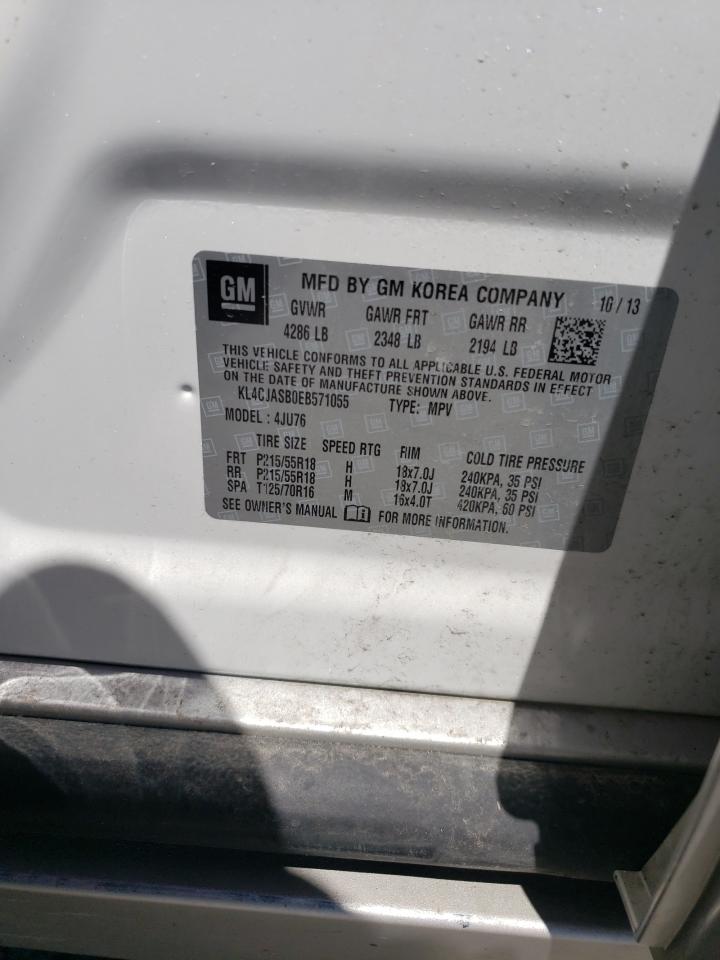 GM MFD BY GM KOREA COMPANY 10 / 13
GVWR GAWR FRT GAWR RR
4286 LB 2348 LB 2194 LB
THIS VEHICLE CONFORMS TO ALL APPLICABLE U.S. FEDERAL MOTOR
VEHICLE SAFETY AND THEFT PREVENTION STANDARDS IN EFFECT
ON THE DATE OF MANUFACTURE SHOWN ABOVE.
KL4CJASB0EB571055 TYPE: MPV
MODEL : 4JU76
TIRE SIZE SPEED RTG RIM COLD TIRE PRESSURE
FRT P215/55R18 H 18x7.0J 240KPA, 35 PSI
RR P215/55R18 H 18x7.0J 240KPA, 35 PSI
SPA T125/70R16 M 16x4.0T 420KPA, 60 PSI
SEE OWNER'S MANUAL FOR MORE INFORMATION.